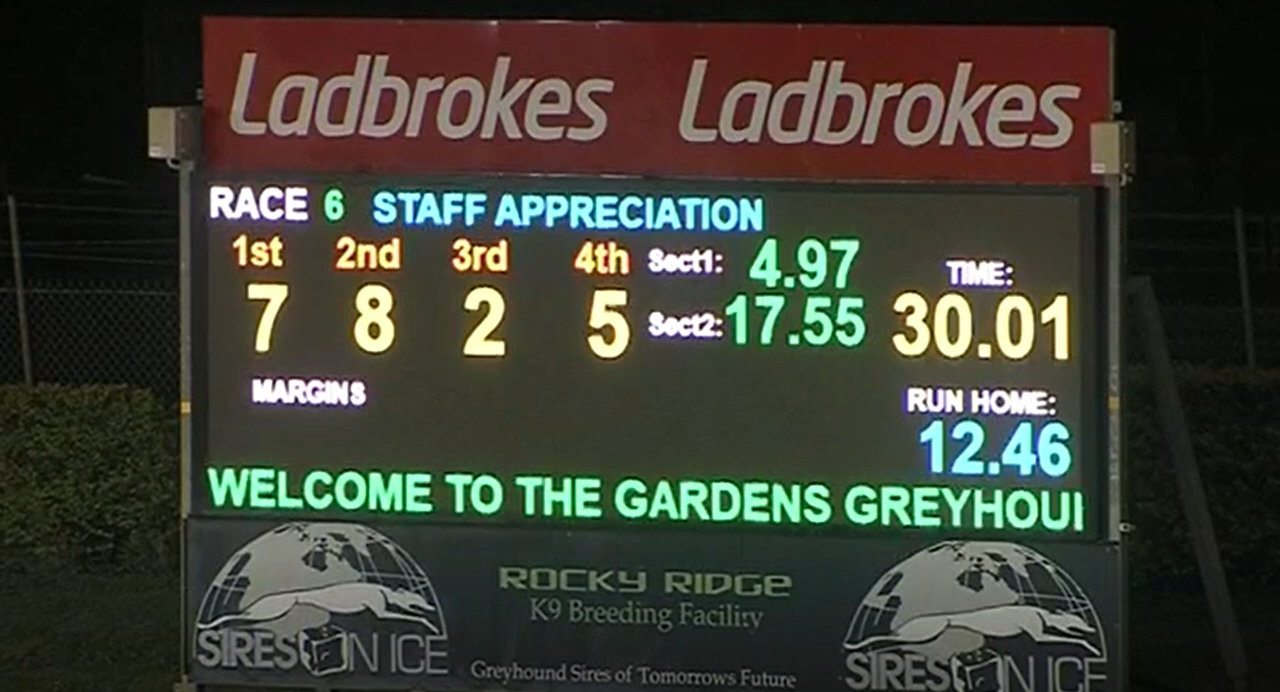 Ladbrokes Ladbrokes
RACE 6 STAFF APPRECIATION
1st 2nd 3rd 4th Sect1: 4.97 TIME:
7 8 2 5 Sect2: 17.55 30.01
MARGINS RUN HOME:
12.46
WELCOME TO THE GARDENS GREYHOUI
ROCKY RIDGE
K9 Breeding Facility
SIRES ON ICE SIRES ON ICE
Greyhound Sires of Tomorrows Future